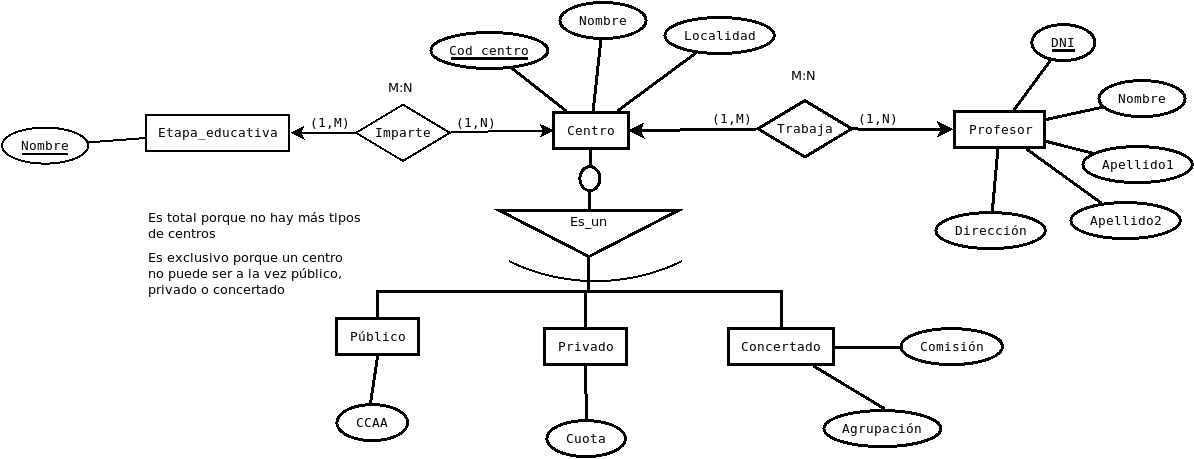 Nombre
Cod centro
Localidad
DNI
M:N
M:N
Nombre
(1,M)
(1,N)
(1,M)
(1,N)
Etapa_educativa
Imparte
Centro
Trabaja
Profesor
Nombre
Apellido1
Es total porque no hay más tipos
de centros
Es_un
Apellido2
Dirección
Es exclusivo porque un centro
no puede ser a la vez público,
privado o concertado
Público
Privado
Concertado
Comisión
CCAA
Cuota
Agrupación